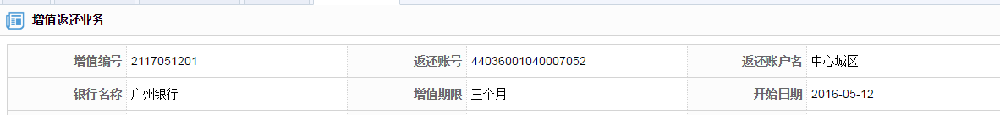 增值返还业务
增值编号 2117051201 返还账号 44036001040007052 返还账户名 中心城区
银行名称 广州银行 增值期限 三个月 开始日期 2016-05-12